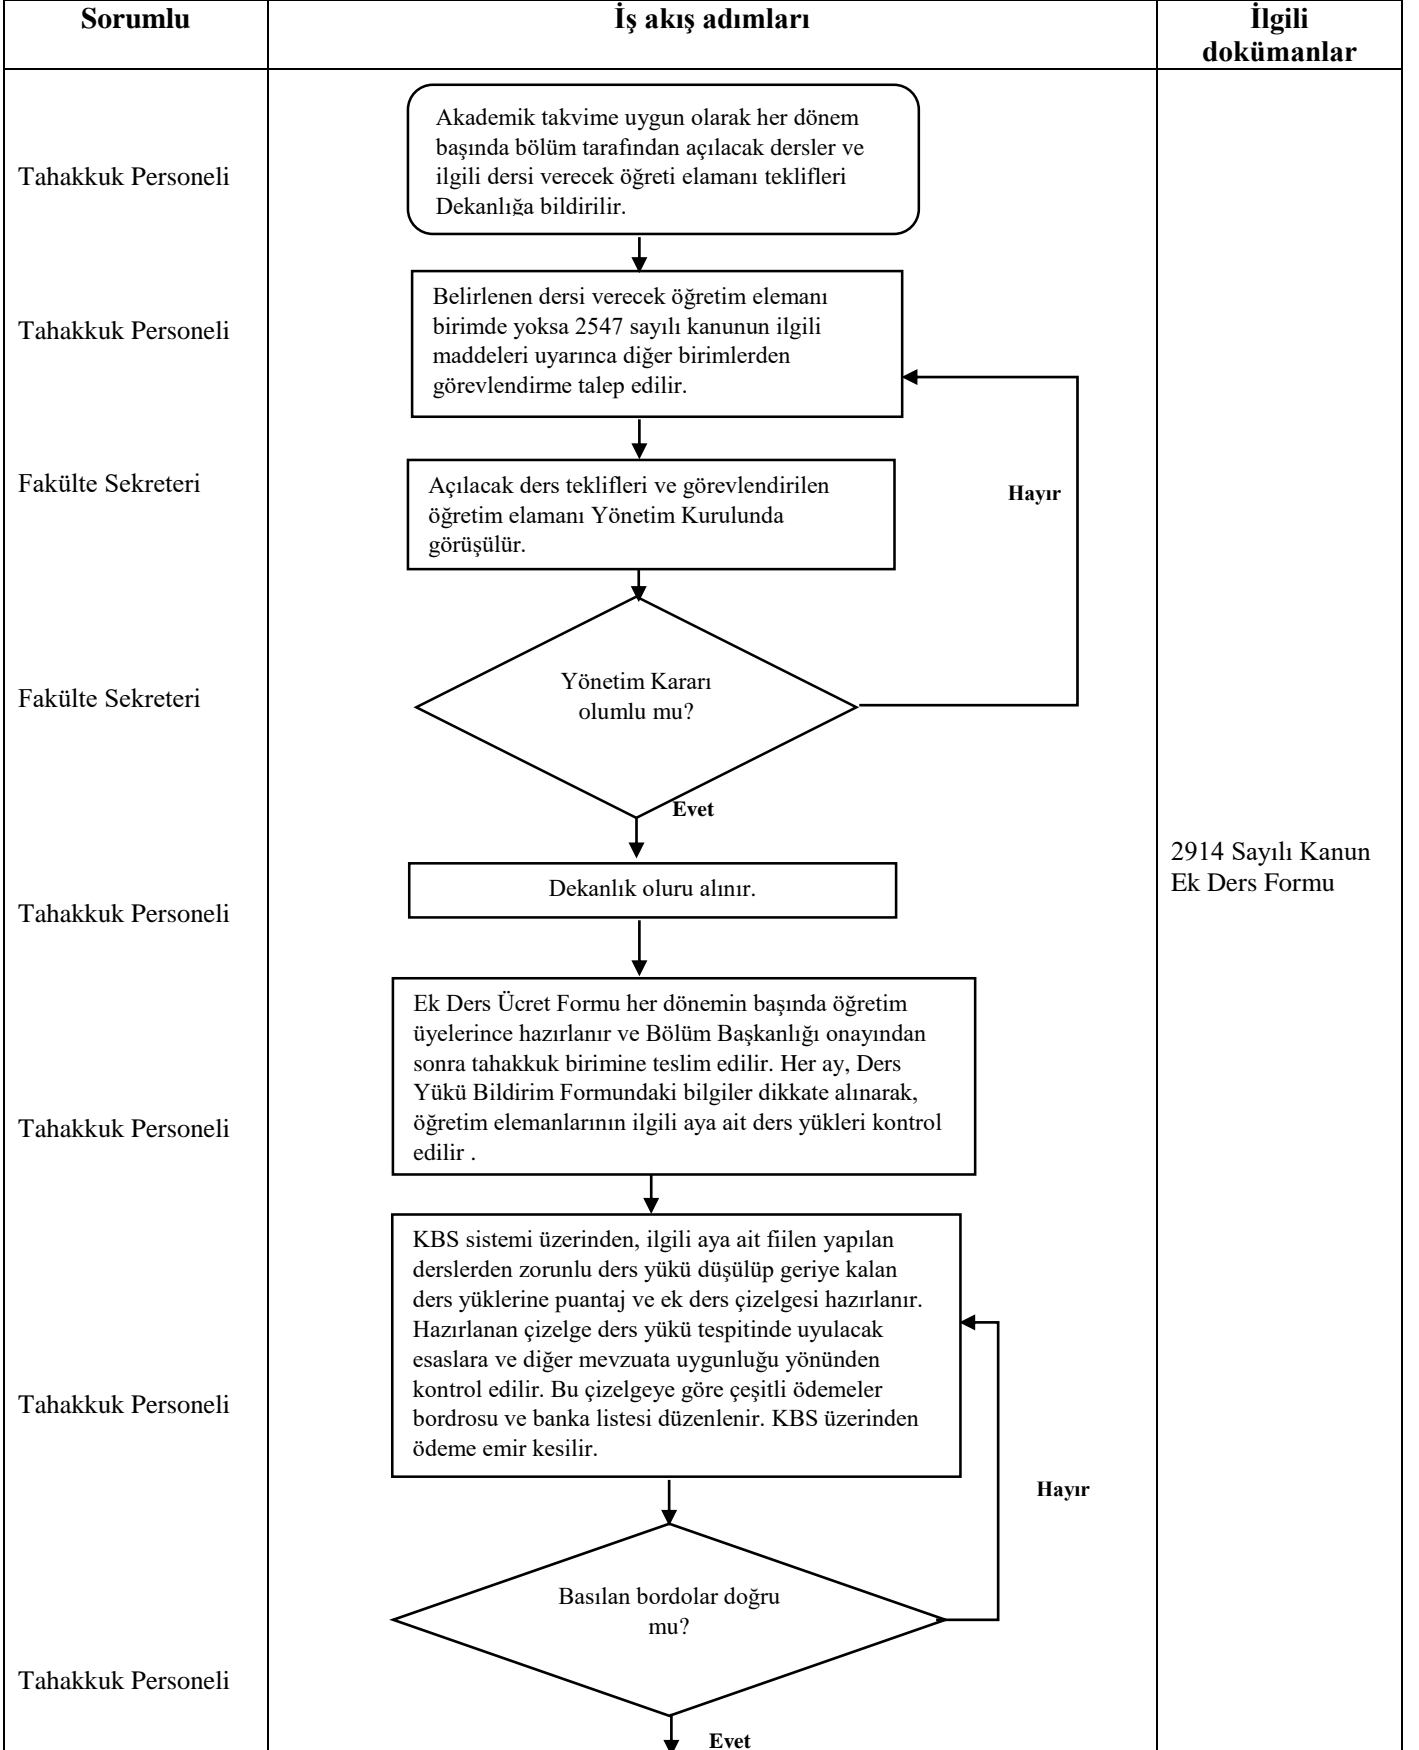 Sorumlu
İş akış adımları
İlgili
dokümanlar
Tahakkuk Personeli
Akademik takvime uygun olarak her dönem
başında bölüm tarafından açılacak dersler ve
ilgili dersi verecek öğreti elamanı teklifleri
Dekanlığa bildirilir.
Tahakkuk Personeli
Belirlenen dersi verecek öğretim elemanı
birimde yoksa 2547 sayılı kanunun ilgili
maddeleri uyarınca diğer birimlerden
görevlendirme talep edilir.
Fakülte Sekreteri
Açılacak ders teklifleri ve görevlendirilen
öğretim elamanı Yönetim Kurulunda
görüşülür.
Hayır
Fakülte Sekreteri
Yönetim Kararı
olumlu mu?
Evet
2914 Sayılı Kanun
Ek Ders Formu
Tahakkuk Personeli
Dekanlık oluru alınır.
Tahakkuk Personeli
Ek Ders Ücret Formu her dönemin başında öğretim
üyelerince hazırlanır ve Bölüm Başkanlığı onayından
sonra tahakkuk birimine teslim edilir. Her ay, Ders
Yükü Bildirim Formundaki bilgiler dikkate alınarak,
öğretim elemanlarının ilgili aya ait ders yükleri kontrol
edilir .
Tahakkuk Personeli
KBS sistemi üzerinden, ilgili aya ait fiilen yapılan
derslerden zorunlu ders yükü düşülüp geriye kalan
ders yüklerine puantaj ve ek ders çizelgesi hazırlanır.
Hazırlanan çizelge ders yükü tespitinde uyulacak
esaslara ve diğer mevzuata uygunluğu yönünden
kontrol edilir. Bu çizelgeye göre çeşitli ödemeler
bordrosu ve banka listesi düzenlenir. KBS üzerinden
ödeme emir kesilir.
Hayır
Basılan bordolar doğru
mu?
Tahakkuk Personeli
Evet